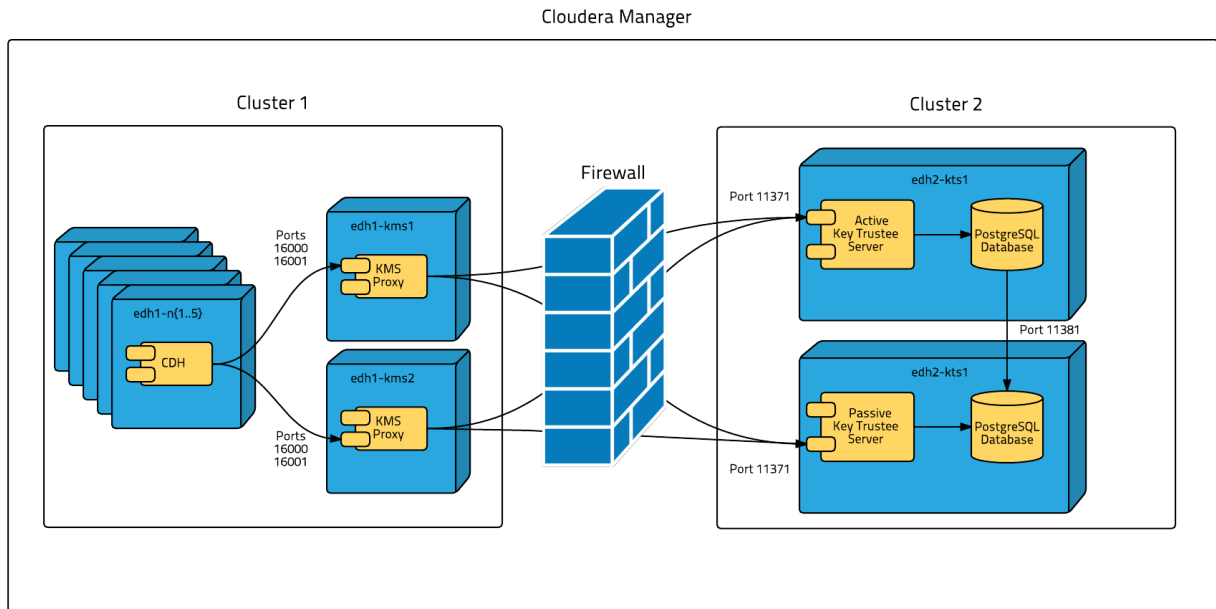 Cloudera Manager
Cluster 1
Cluster 2
Firewall
edh1-n{1..5}
CDH
Ports
16000
16001
Ports
16000
16001
edh1-kms1
KMS
Proxy
edh1-kms2
KMS
Proxy
Port 11371
Port 11371
edh2-kts1
Active
Key Trustee
Server
PostgreSQL
Database
Port 11381
edh2-kts1
Passive
Key Trustee
Server
PostgreSQL
Database